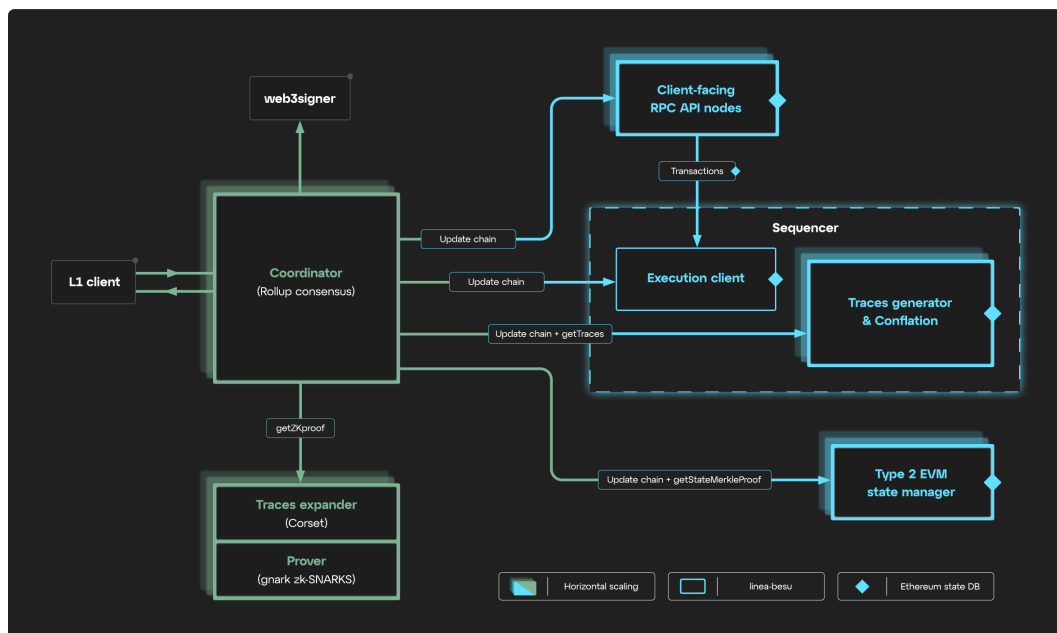 web3signer
Client-facing
RPC API nodes
Transactions
Sequencer
Update chain
Coordinator
(Rollup consensus)
L1 client
Update chain
Execution client
Traces generator
& Conflation
Update chain + getTraces
getZKproof
Update chain + getStateMerkleProof
Type 2 EVM
state manager
Traces expander
(Corset)
Prover
(gnark zk-SNARKS)
Horizontal scaling
linea-besu
Ethereum state DB